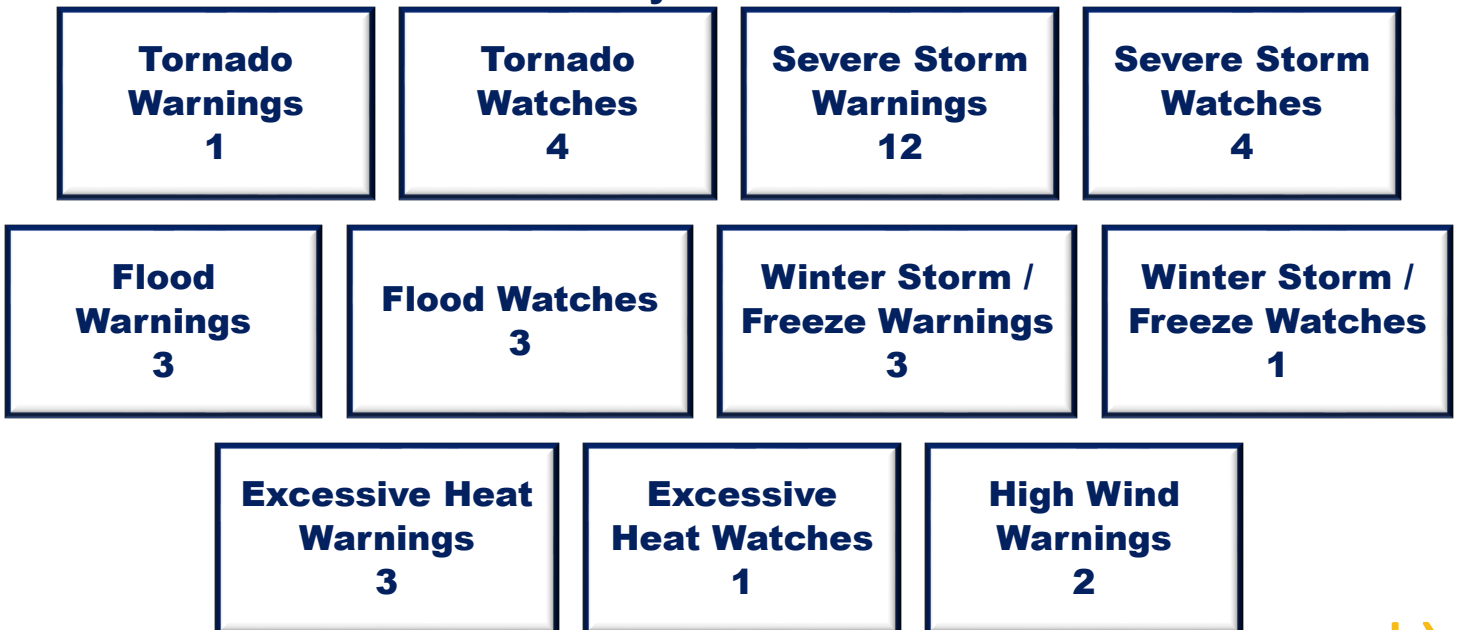 Tornado
Warnings
1
Tornado
Watches
4
Severe Storm
Warnings
12
Severe Storm
Watches
4
Flood
Warnings
3
Flood Watches
3
Winter Storm /
Freeze Warnings
3
Winter Storm /
Freeze Watches
1
Excessive Heat
Warnings
3
Excessive
Heat Watches
1
High Wind
Warnings
2